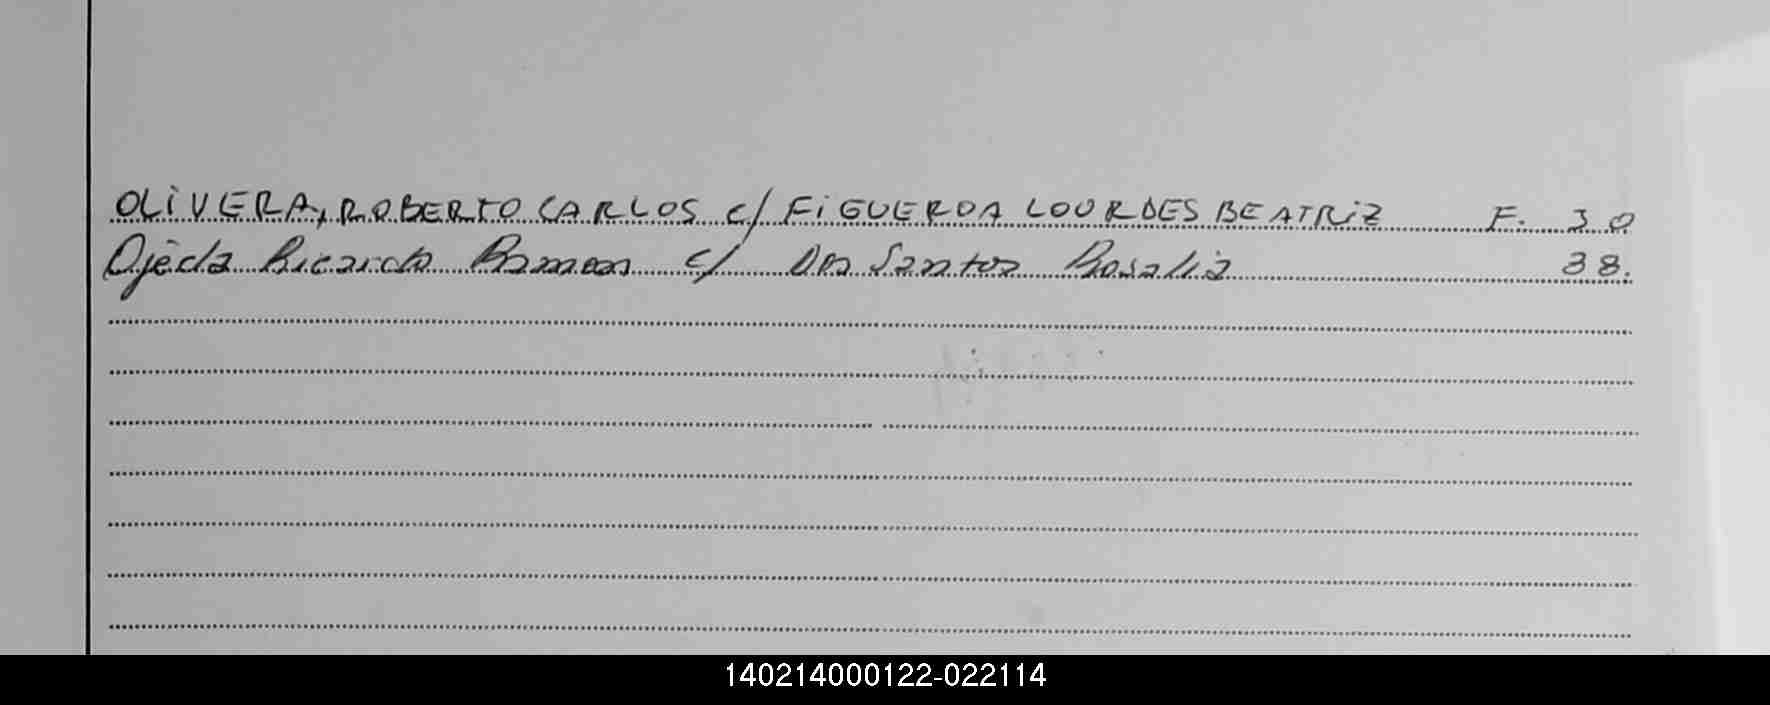 OLIVERA, ROBERTO CARLOS c/ FIGUEROA LOURDES BEATRIZ F. 30
Ojeda Ricardo Ramon c/ Dos Santos Rosalia 38.
140214000122-022114